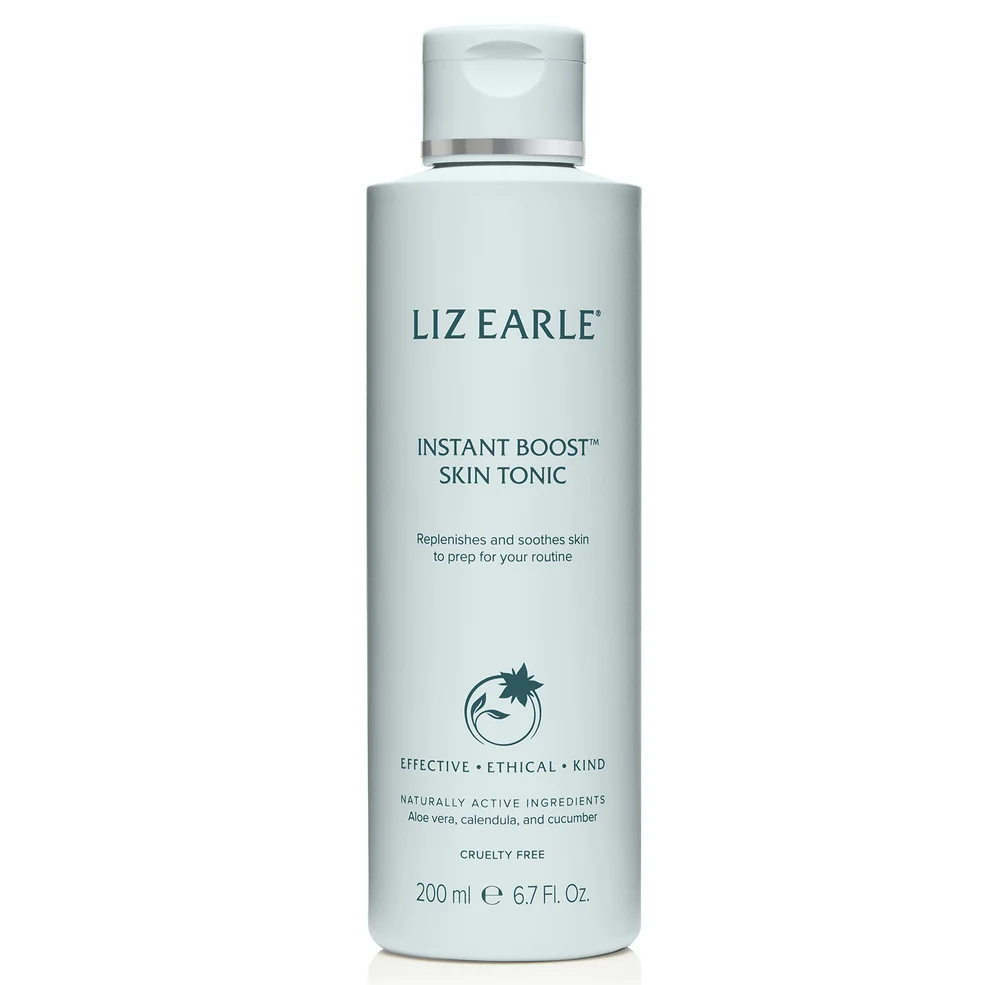 LIZ EARLE®
INSTANT BOOST™
SKIN TONIC
Replenishes and soothes skin
to prep for your routine
EFFECTIVE • ETHICAL • KIND
NATURALLY ACTIVE INGREDIENTS
Aloe vera, calendula, and cucumber
CRUELTY FREE
200 ml ℮ 6.7 Fl. Oz.